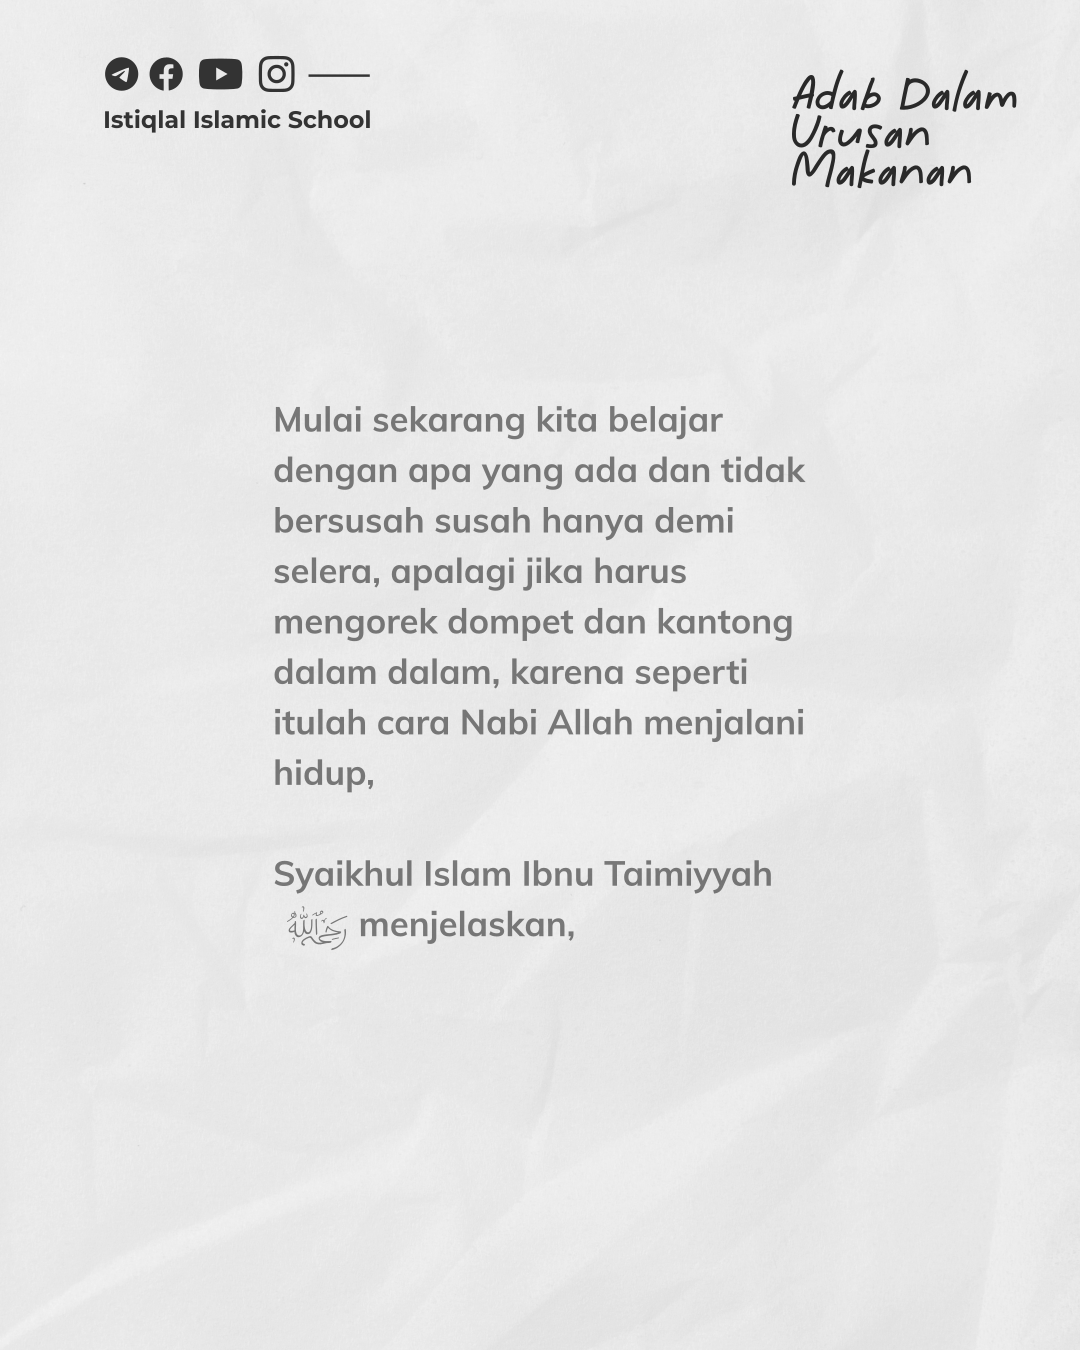 Istiqlal Islamic School
Adab Dalam
Urusan
Makanan
Mulai sekarang kita belajar
dengan apa yang ada dan tidak
bersusah susah hanya demi
selera, apalagi jika harus
mengorek dompet dan kantong
dalam dalam, karena seperti
itulah cara Nabi Allah menjalani
hidup,
Syaikhul Islam Ibnu Taimiyyah
رحمه الله menjelaskan,